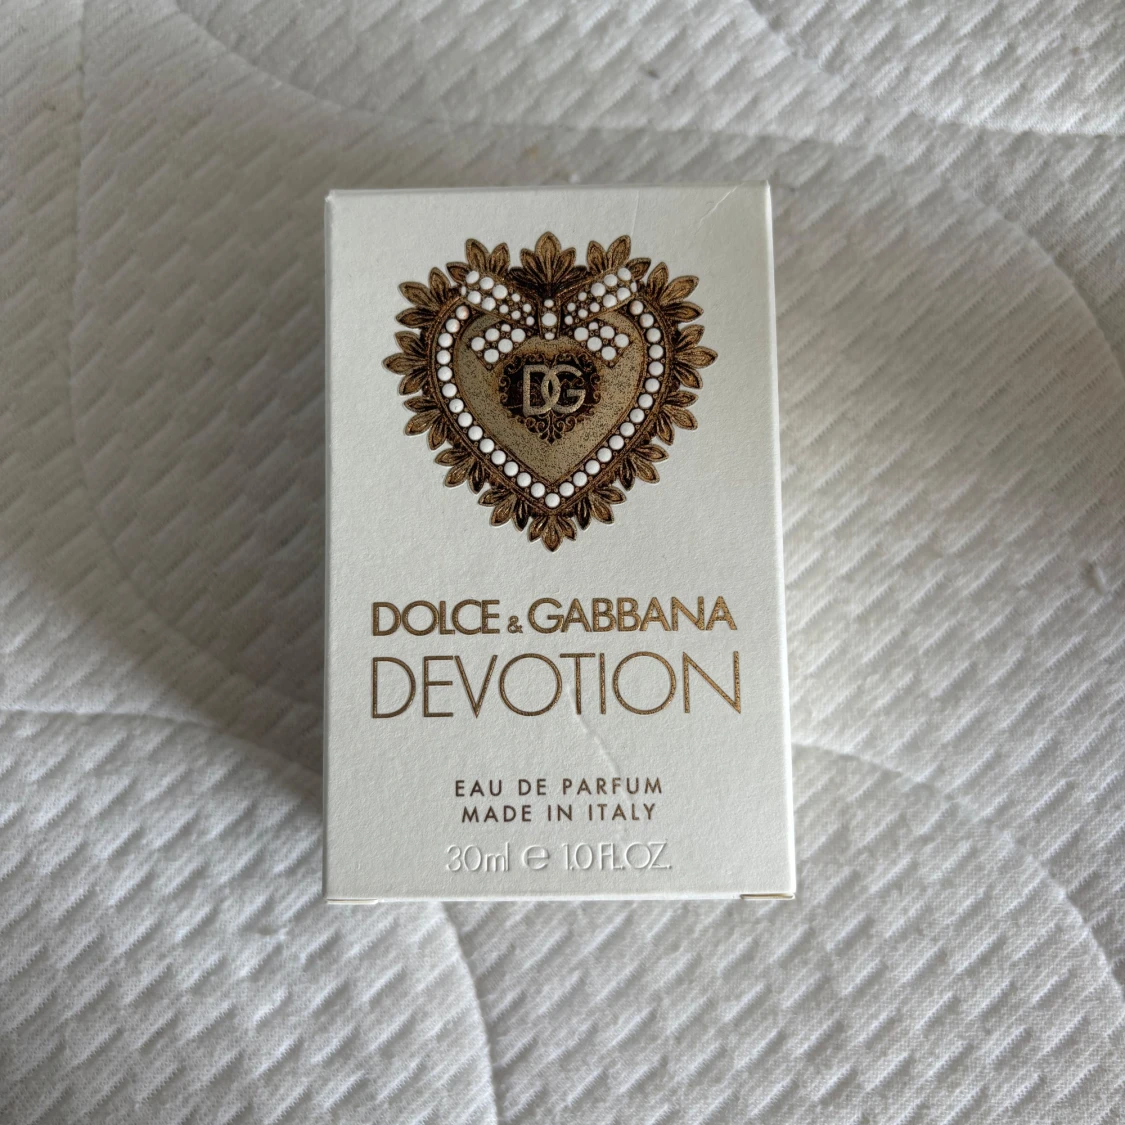 DG
DOLCE & GABBANA
DEVOTION
EAU DE PARFUM
MADE IN ITALY
30ml e 1.0 FL.OZ.